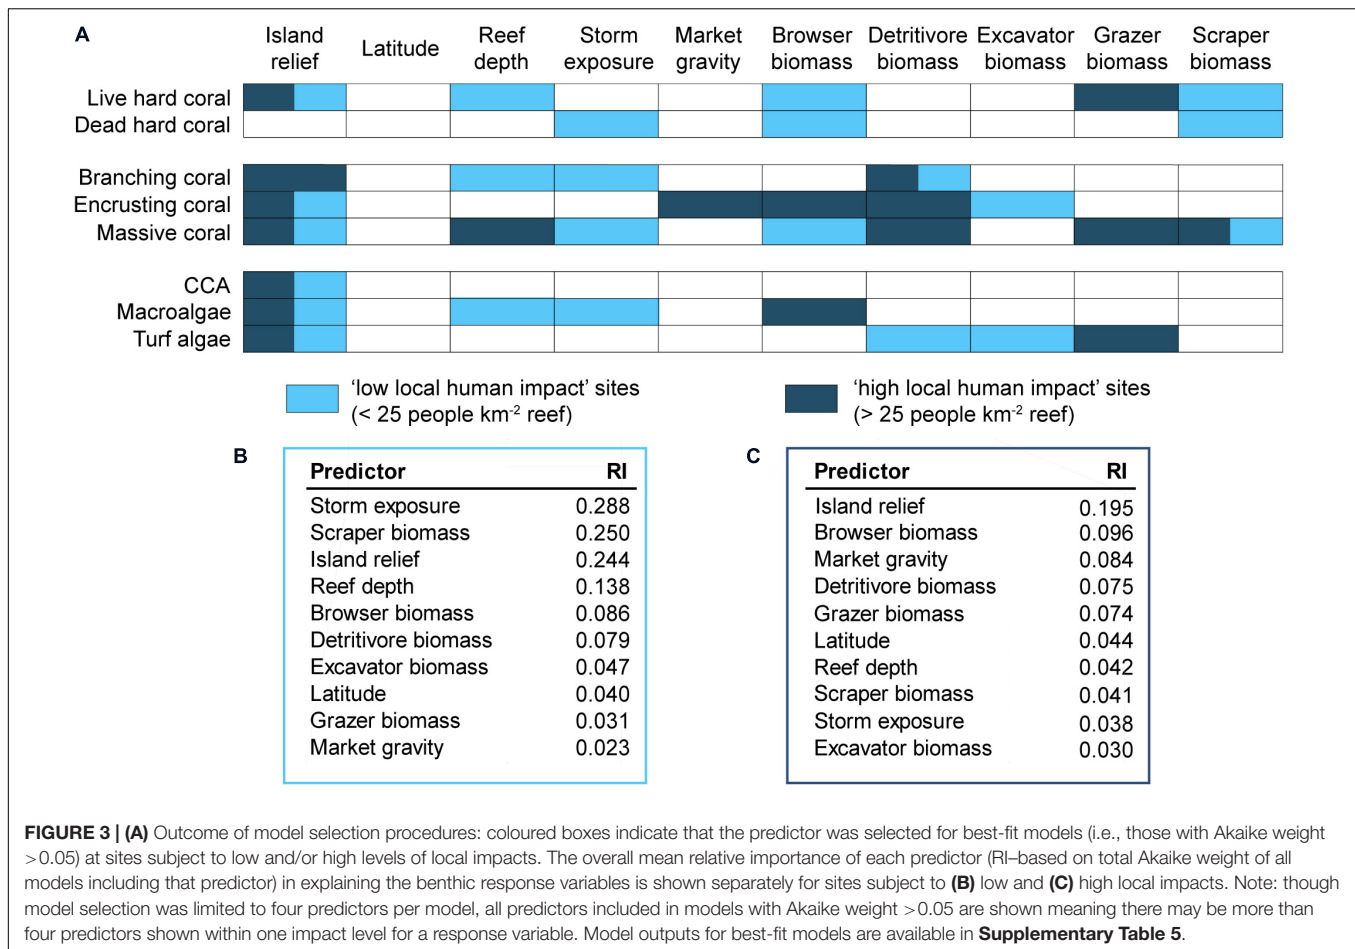 A
Island relief
Latitude
Reef depth
Storm exposure
Market gravity
Browser biomass
Detritivore biomass
Excavator biomass
Grazer biomass
Scraper biomass
Live hard coral
Dead hard coral
Branching coral
Encrusting coral
Massive coral
CCA
Macroalgae
Turf algae
'low local human impact' sites
(< 25 people km-2 reef)
'high local human impact' sites
(> 25 people km-2 reef)
B
Predictor RI
Storm exposure 0.288
Scraper biomass 0.250
Island relief 0.244
Reef depth 0.138
Browser biomass 0.086
Detritivore biomass 0.079
Excavator biomass 0.047
Latitude 0.040
Grazer biomass 0.031
Market gravity 0.023
C
Predictor RI
Island relief 0.195
Browser biomass 0.096
Market gravity 0.084
Detritivore biomass 0.075
Grazer biomass 0.074
Latitude 0.044
Reef depth 0.042
Scraper biomass 0.041
Storm exposure 0.038
Excavator biomass 0.030
FIGURE 3 | (A) Outcome of model selection procedures: coloured boxes indicate that the predictor was selected for best-fit models (i.e., those with Akaike weight
>0.05) at sites subject to low and/or high levels of local impacts. The overall mean relative importance of each predictor (RI–based on total Akaike weight of all
models including that predictor) in explaining the benthic response variables is shown separately for sites subject to (B) low and (C) high local impacts. Note: though
model selection was limited to four predictors per model, all predictors included in models with Akaike weight >0.05 are shown meaning there may be more than
four predictors shown within one impact level for a response variable. Model outputs for best-fit models are available in Supplementary Table 5.